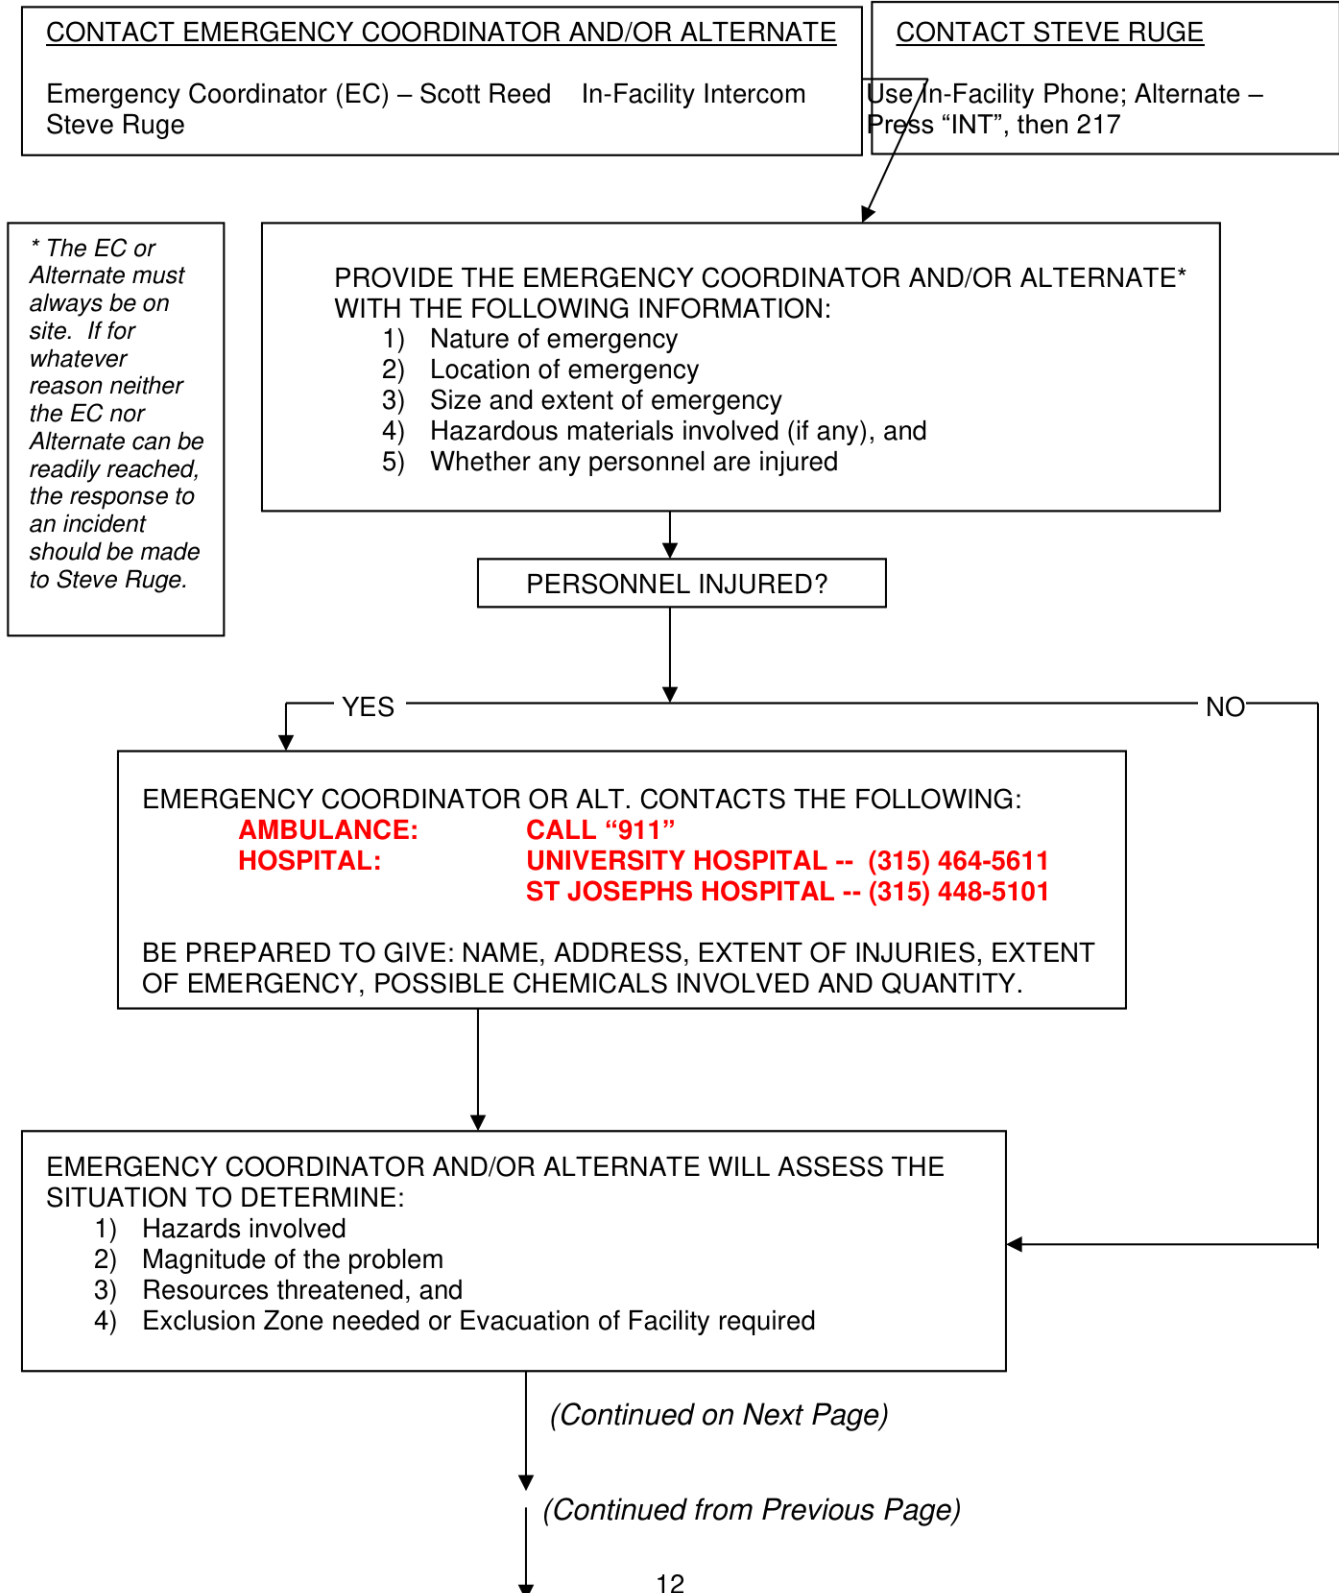 CONTACT EMERGENCY COORDINATOR AND/OR ALTERNATE
Emergency Coordinator (EC) – Scott Reed    In-Facility Intercom
Steve Ruge
CONTACT STEVE RUGE
Use In-Facility Phone; Alternate –
Press “INT”, then 217
* The EC or
Alternate must
always be on
site.  If for
whatever
reason neither
the EC nor
Alternate can be
readily reached,
the response to
an incident
should be made
to Steve Ruge.
PROVIDE THE EMERGENCY COORDINATOR AND/OR ALTERNATE*
WITH THE FOLLOWING INFORMATION:
1) Nature of emergency
2) Location of emergency
3) Size and extent of emergency
4) Hazardous materials involved (if any), and
5) Whether any personnel are injured
PERSONNEL INJURED?
YES
NO
EMERGENCY COORDINATOR OR ALT. CONTACTS THE FOLLOWING:
AMBULANCE: CALL “911”
HOSPITAL: UNIVERSITY HOSPITAL -- (315) 464-5611
ST JOSEPHS HOSPITAL -- (315) 448-5101
BE PREPARED TO GIVE: NAME, ADDRESS, EXTENT OF INJURIES, EXTENT
OF EMERGENCY, POSSIBLE CHEMICALS INVOLVED AND QUANTITY.
EMERGENCY COORDINATOR AND/OR ALTERNATE WILL ASSESS THE
SITUATION TO DETERMINE:
1) Hazards involved
2) Magnitude of the problem
3) Resources threatened, and
4) Exclusion Zone needed or Evacuation of Facility required
(Continued on Next Page)
(Continued from Previous Page)
12